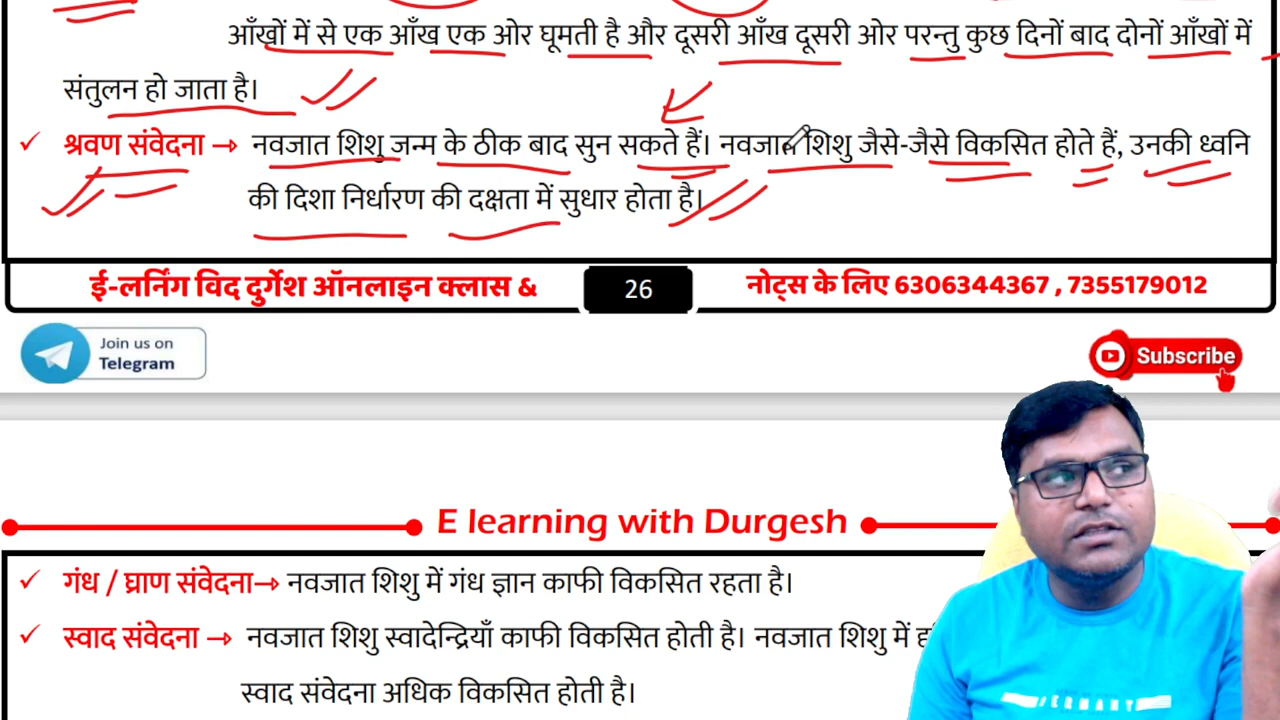 आँखों में से एक आँख एक ओर घूमती है और दूसरी आँख दूसरी ओर परन्तु कुछ दिनों बाद दोनों आँखों में
संतुलन हो जाता है।
श्रवण संवेदना → नवजात शिशु जन्म के ठीक बाद सुन सकते हैं। नवजात शिशु जैसे-जैसे विकसित होते हैं, उनकी ध्वनि
की दिशा निर्धारण की दक्षता में सुधार होता है।
ई-लर्निंग विद दुर्गेश ऑनलाइन क्लास & 26 नोट्स के लिए 6306344367 , 7355179012
Join us on
Telegram
Subscribe
E learning with Durgesh
गंध / घ्राण संवेदना→ नवजात शिशु में गंध ज्ञान काफी विकसित रहता है।
स्वाद संवेदना → नवजात शिशु स्वादेन्द्रियाँ काफी विकसित होती है। नवजात शिशु में
स्वाद संवेदना अधिक विकसित होती है।